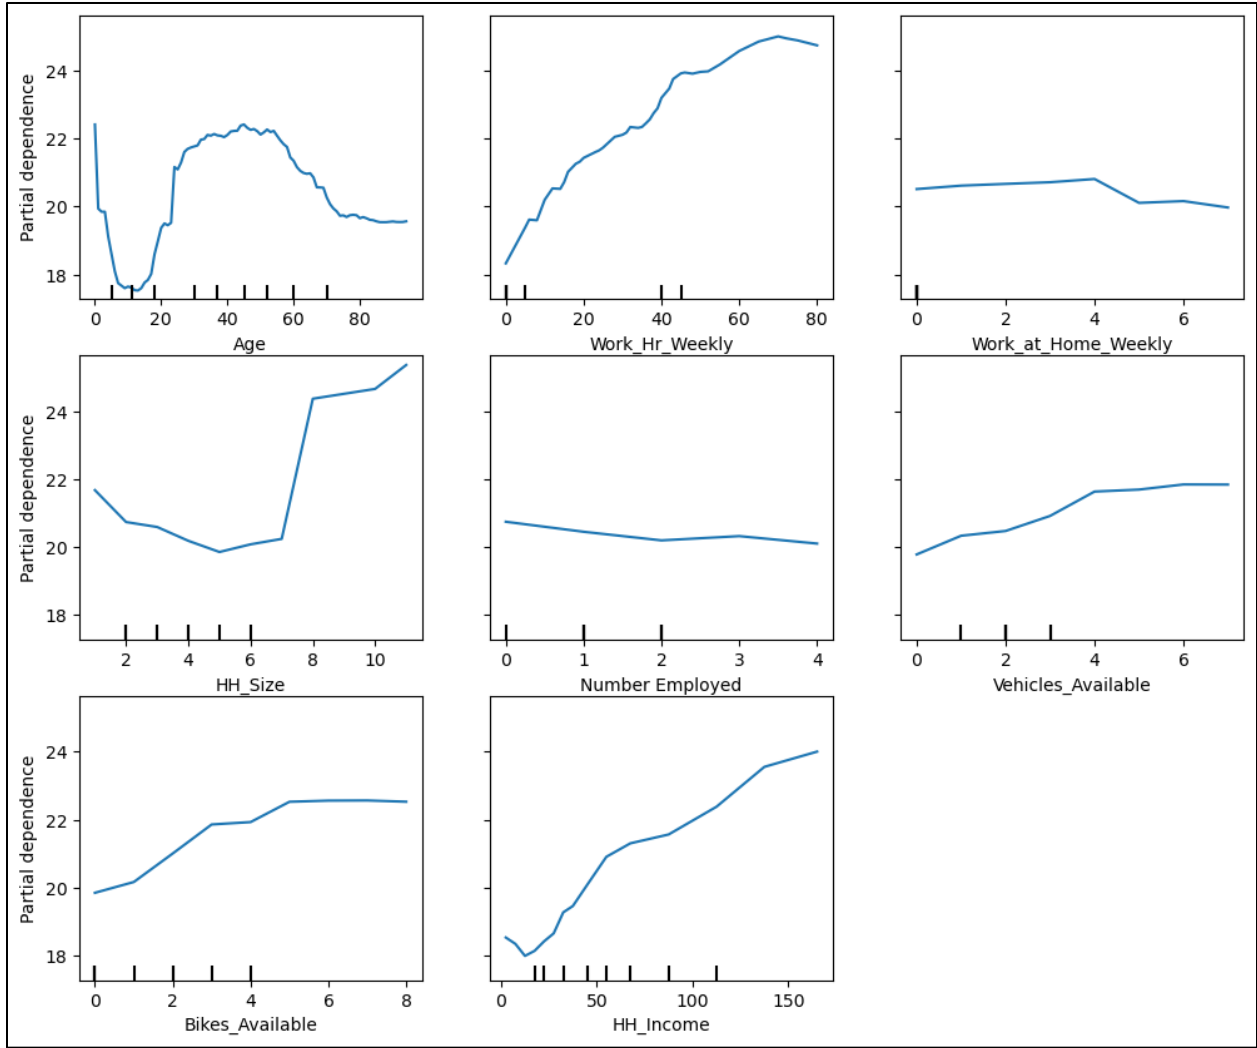 Partial dependence
24
22
20
18
0 20 40 60 80
Age
0 20 40 60 80
Work_Hr_Weekly
0 2 4 6
Work_at_Home_Weekly
Partial dependence
24
22
20
18
2 4 6 8 10
HH_Size
0 1 2 3 4
Number Employed
0 2 4 6
Vehicles_Available
Partial dependence
24
22
20
18
0 2 4 6 8
Bikes_Available
0 50 100 150
HH_Income